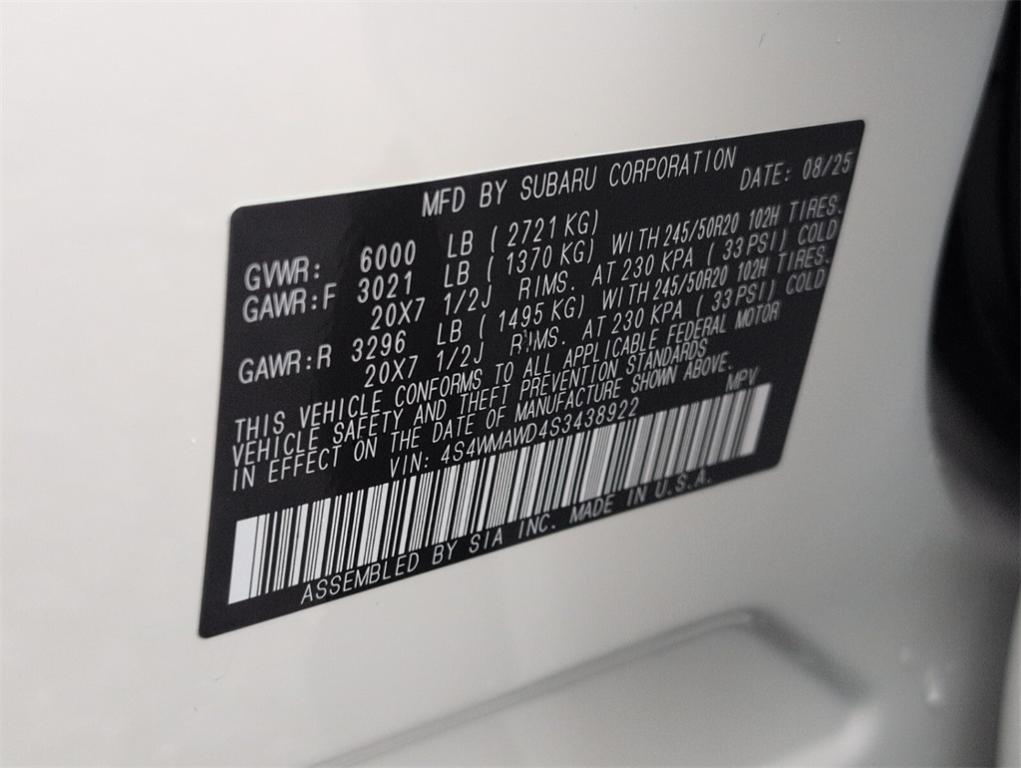 MFD BY SUBARU CORPORATION DATE: 08/25
GVWR: 6000 LB ( 2721 KG)
GAWR:F 3021 LB ( 1370 KG) WITH 245/50R20 102H TIRES.
20X7 1/2J RIMS. AT 230 KPA ( 33 PSI) COLD
GAWR:R 3296 LB ( 1495 KG) WITH 245/50R20 102H TIRES.
20X7 1/2J RIMS. AT 230 KPA ( 33 PSI) COLD
THIS VEHICLE CONFORMS TO ALL APPLICABLE FEDERAL MOTOR
VEHICLE SAFETY AND THEFT PREVENTION STANDARDS
IN EFFECT ON THE DATE OF MANUFACTURE SHOWN ABOVE.
VIN: 4S4WMAWD4S3438922 MPV
ASSEMBLED BY SIA INC. MADE IN U.S.A.